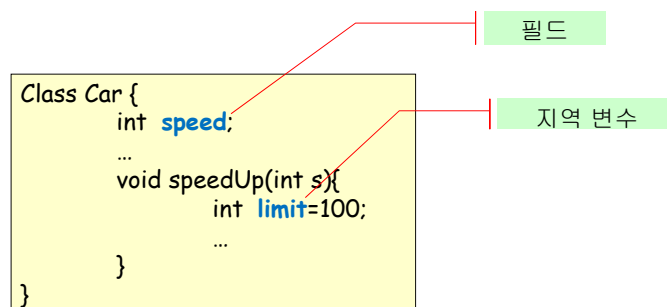 필드
Class Car {
int speed;
지역 변수
...
void speedUp(int s){
int limit=100;
...
}
}